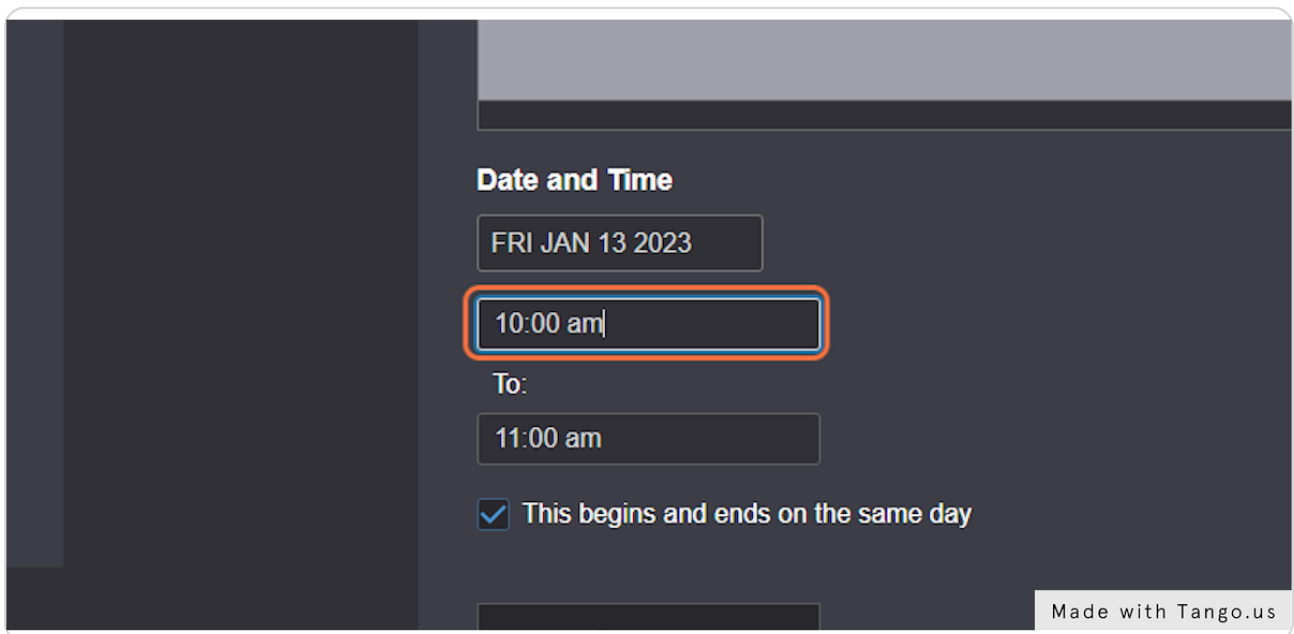 Date and Time
FRI JAN 13 2023
10:00 am
To:
11:00 am
This begins and ends on the same day
Made with Tango.us